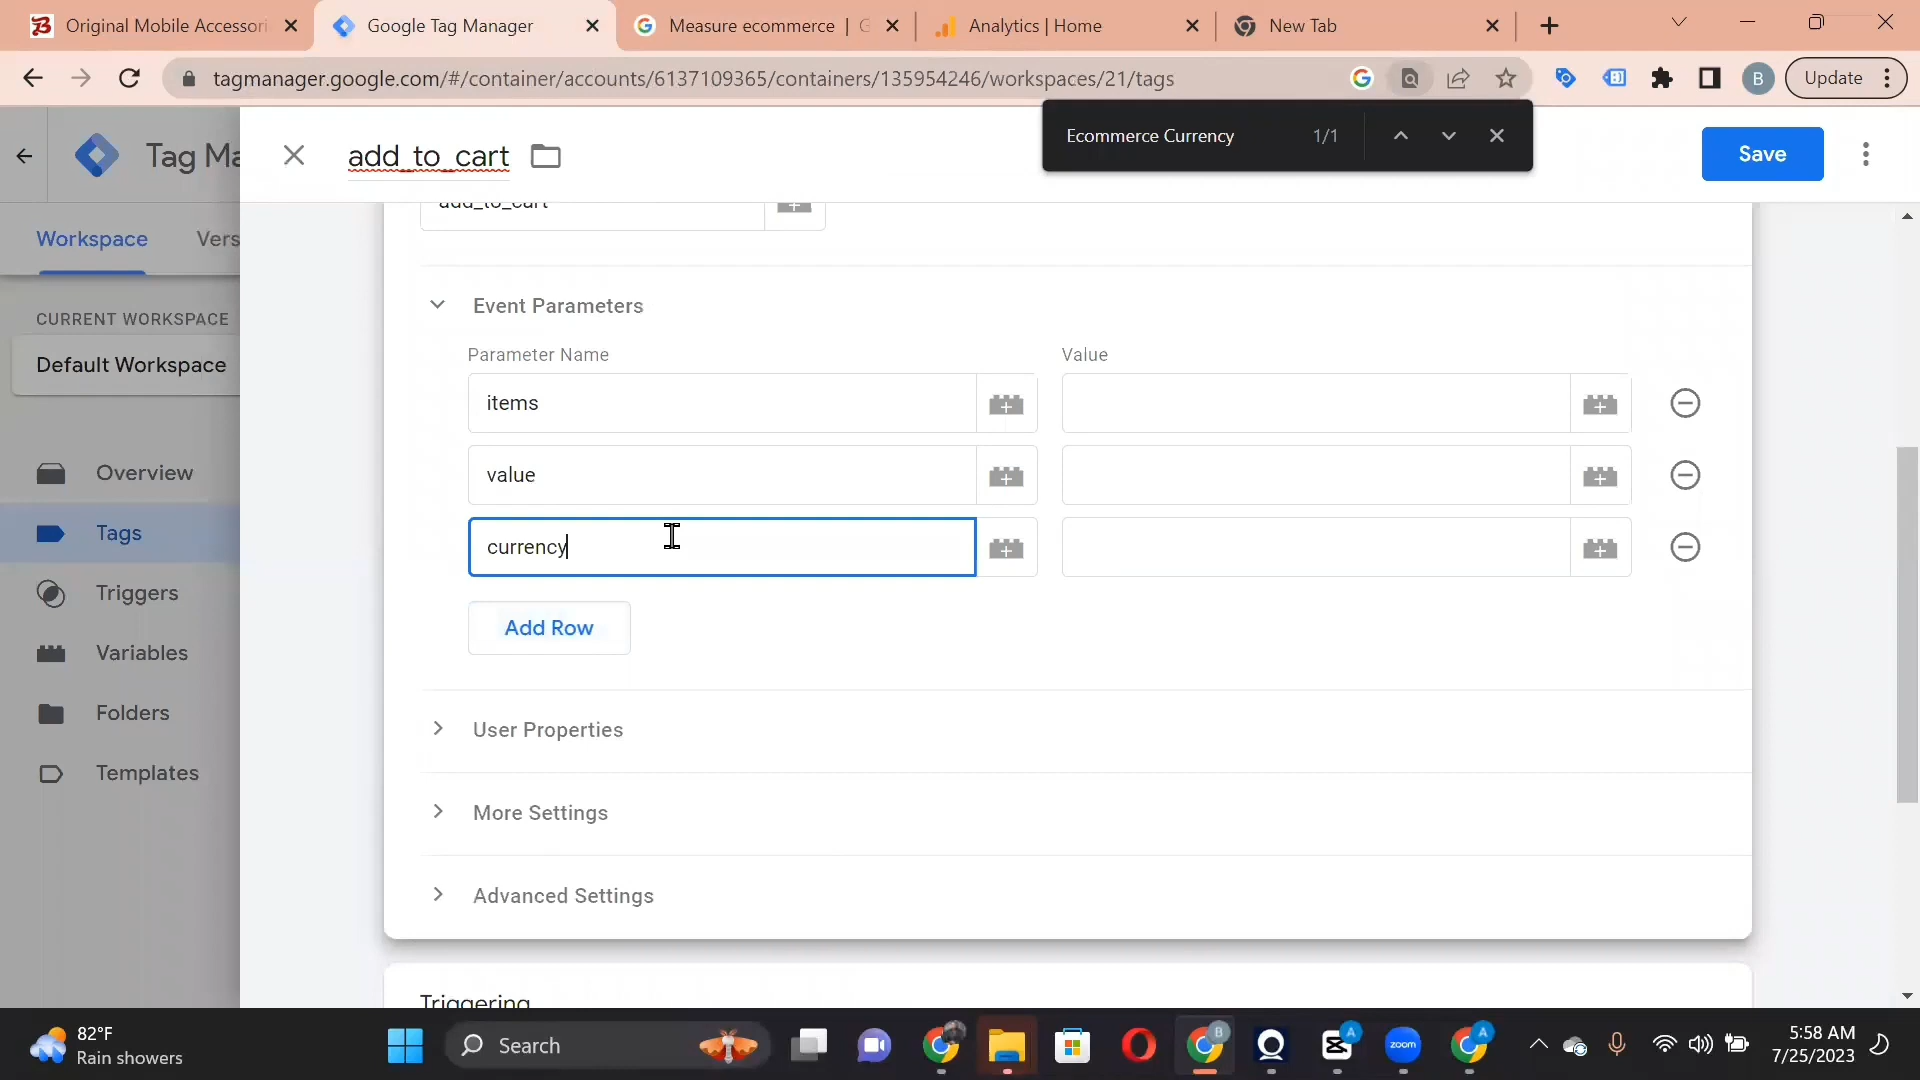 Original Mobile Accessori
Google Tag Manager
Measure ecommerce | G
Analytics | Home
New Tab
tagmanager.google.com/#/container/accounts/6137109365/containers/135954246/workspaces/21/tags
B
Update
Tag Ma
add_to_cart
Ecommerce Currency 1/1
Save
add_to_cart
Workspace Vers
Event Parameters
CURRENT WORKSPACE
Default Workspace
Parameter Name Value
items
value
currency
Overview
Tags
Triggers
Variables
Folders
Templates
Add Row
User Properties
More Settings
Advanced Settings
Triggering
82°F
Rain showers
Search
B
A
zoom
A
5:58 AM
7/25/2023